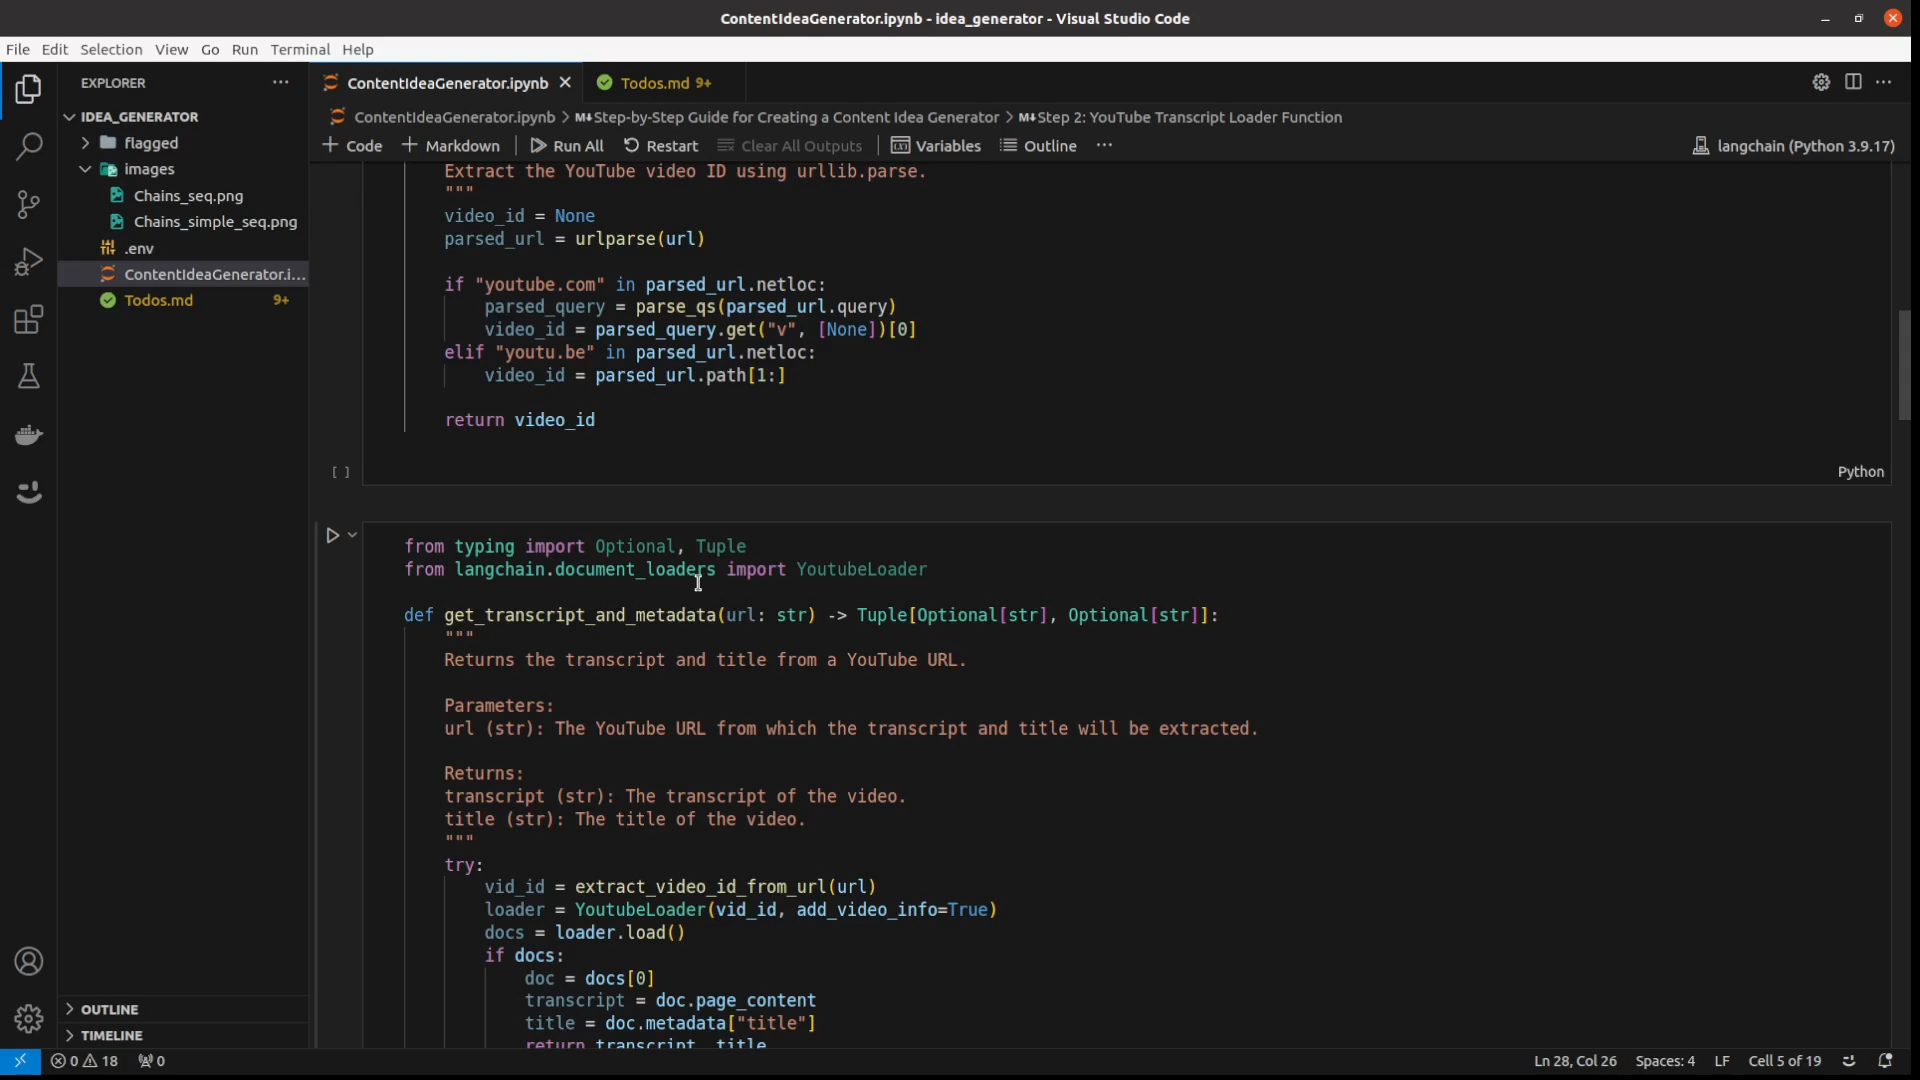 ContentIdeaGenerator.ipynb - idea_generator - Visual Studio Code
File Edit Selection View Go Run Terminal Help
EXPLORER
IDEA_GENERATOR
flagged
images
Chains_seq.png
Chains_simple_seq.png
.env
ContentIdeaGenerator.i...
Todos.md 9+
OUTLINE
TIMELINE
ContentIdeaGenerator.ipynb Todos.md 9+
ContentIdeaGenerator.ipynb > M↓Step-by-Step Guide for Creating a Content Idea Generator > M↓Step 2: YouTube Transcript Loader Function
+ Code + Markdown Run All Restart Clear All Outputs Variables Outline ... langchain (Python 3.9.17)
Extract the YouTube video ID using urllib.parse.
"""
video_id = None
parsed_url = urlparse(url)
if "youtube.com" in parsed_url.netloc:
parsed_query = parse_qs(parsed_url.query)
video_id = parsed_query.get("v", [None])[0]
elif "youtu.be" in parsed_url.netloc:
video_id = parsed_url.path[1:]
return video_id
[ ] Python
from typing import Optional, Tuple
from langchain.document_loaders import YoutubeLoader
def get_transcript_and_metadata(url: str) -> Tuple[Optional[str], Optional[str]]:
"""
Returns the transcript and title from a YouTube URL.
Parameters:
url (str): The YouTube URL from which the transcript and title will be extracted.
Returns:
transcript (str): The transcript of the video.
title (str): The title of the video.
"""
try:
vid_id = extract_video_id_from_url(url)
loader = YoutubeLoader(vid_id, add_video_info=True)
docs = loader.load()
if docs:
doc = docs[0]
transcript = doc.page_content
title = doc.metadata["title"]
return transcript, title
0 18 0 Ln 28, Col 26 Spaces: 4 LF Cell 5 of 19